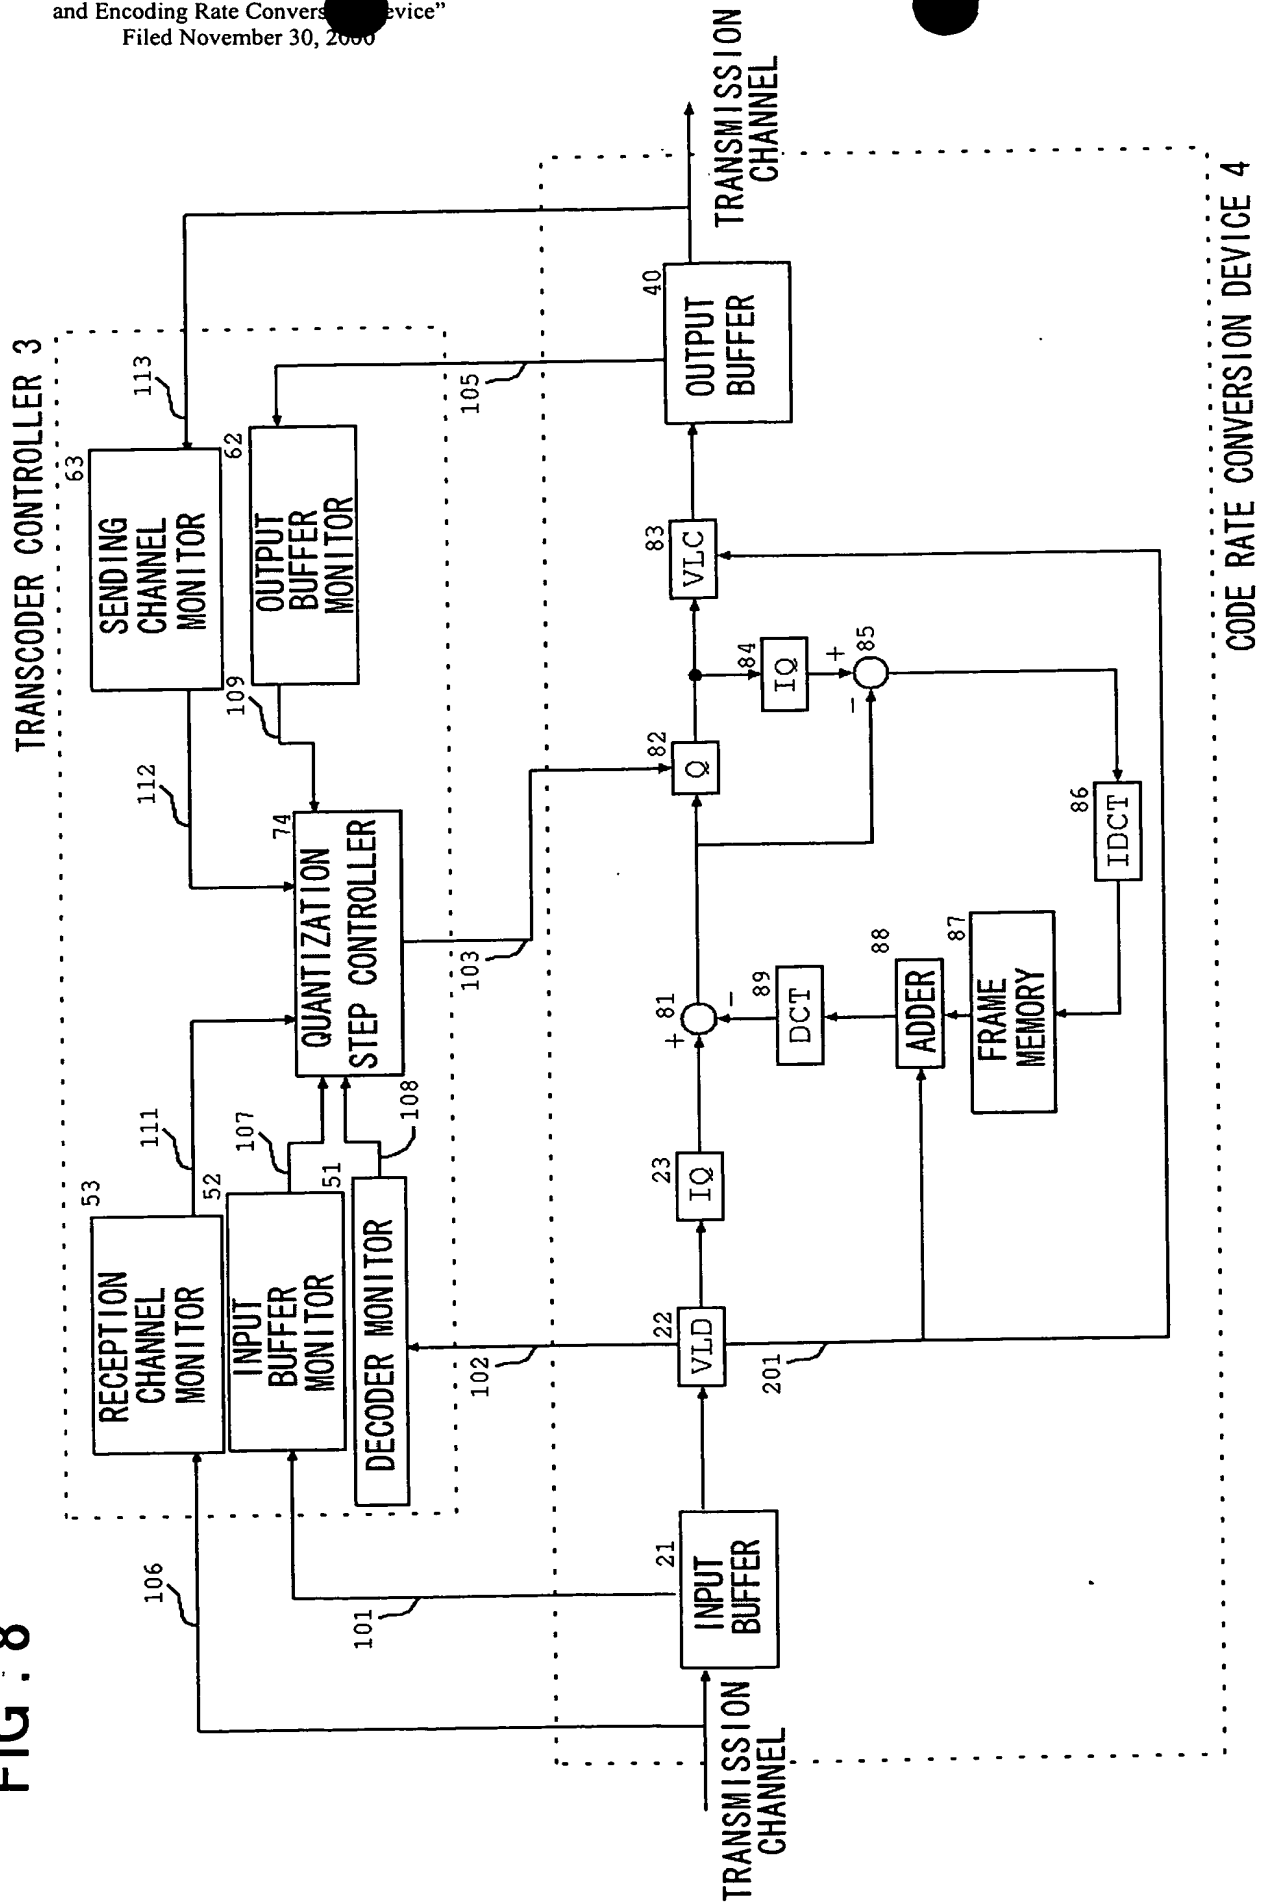 and Encoding Rate Convers
evice”
Filed November 30, 2000
FIG. 8
TRANSCODER CONTROLLER 3
53
RECEPTION
CHANNEL
MONITOR
111
112
63
SENDING
CHANNEL
MONITOR
113
106
52
INPUT
BUFFER
MONITOR
107
51
DECODER MONITOR
108
74
QUANTIZATION
STEP CONTROLLER
109
62
OUTPUT
BUFFER
MONITOR
101
102
103
105
TRANSMISSION
CHANNEL
21
INPUT
BUFFER
22
VLD
23
IQ
+
81
-
82
Q
83
VLC
40
OUTPUT
BUFFER
TRANSMISSION
CHANNEL
201
89
DCT
84
IQ
+
85
-
88
ADDER
87
FRAME
MEMORY
86
IDCT
CODE RATE CONVERSION DEVICE 4